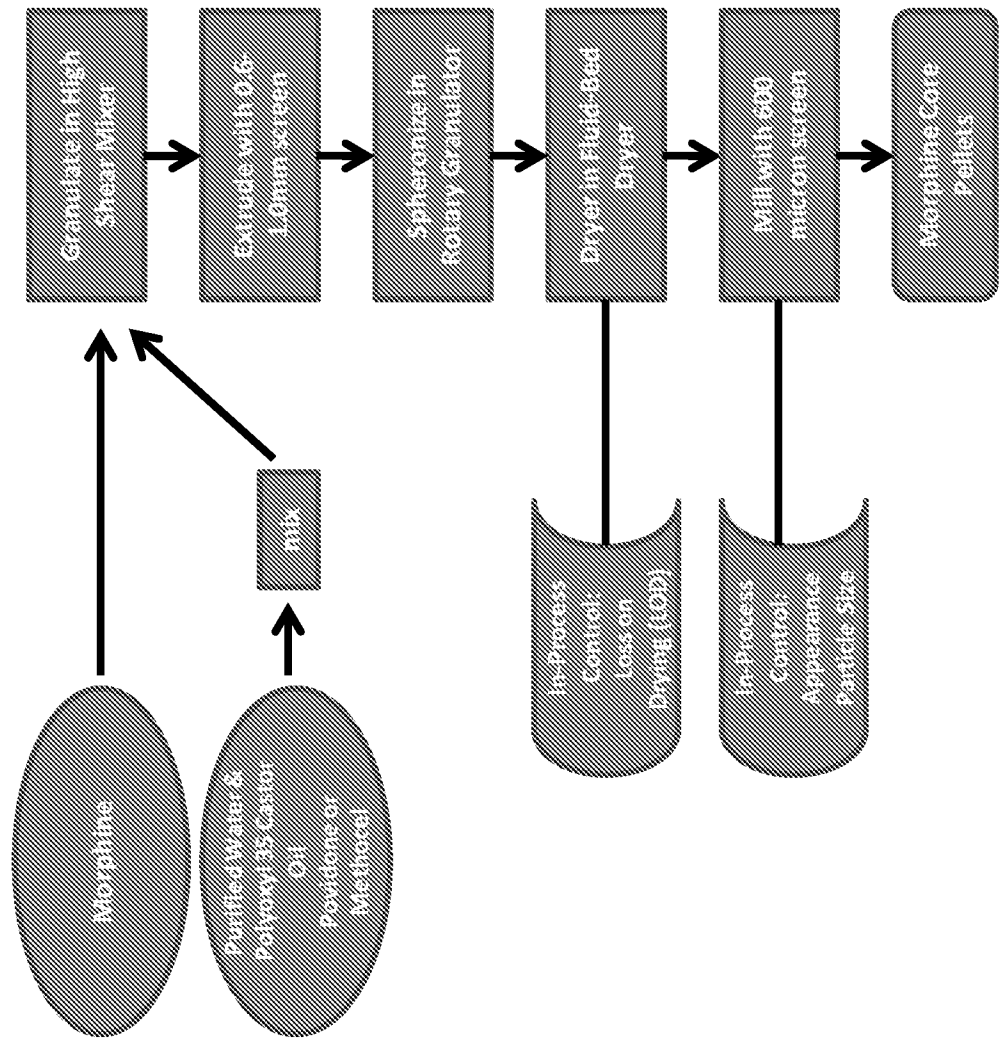 Morphine
Purified Water &
Polyoxyl 35 Castor
Oil
Povidone or
Methocel
mix
Granulate in High
Shear Mixer
Extrude with 0.6-
1.0mm screen
Spheronize in
Rotary Granulator
Dryer in Fluid-Bed
Dryer
In-Process
Control:
Loss on
Drying (LOD)
Mill with 600
micron screen
In-Process
Control:
Appearance
Particle Size
Morphine Core
Pellets